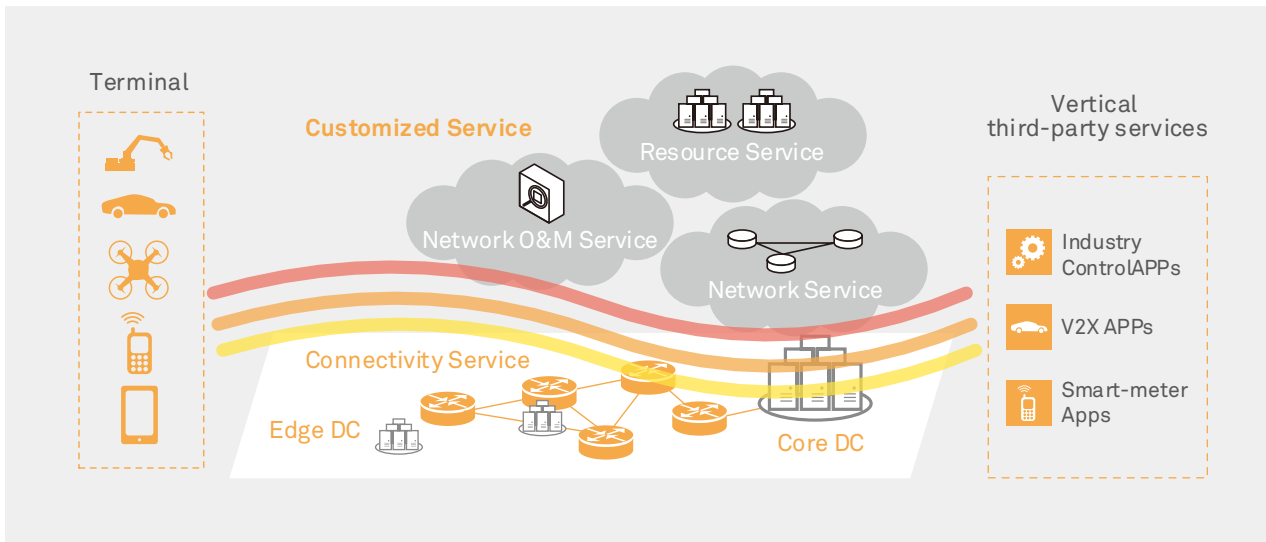 Terminal
Customized Service
Resource Service
Network O&M Service
Network Service
Connectivity Service
Edge DC
Core DC
Vertical
third-party services
Industry
ControlAPPs
V2X APPs
Smart-meter
Apps